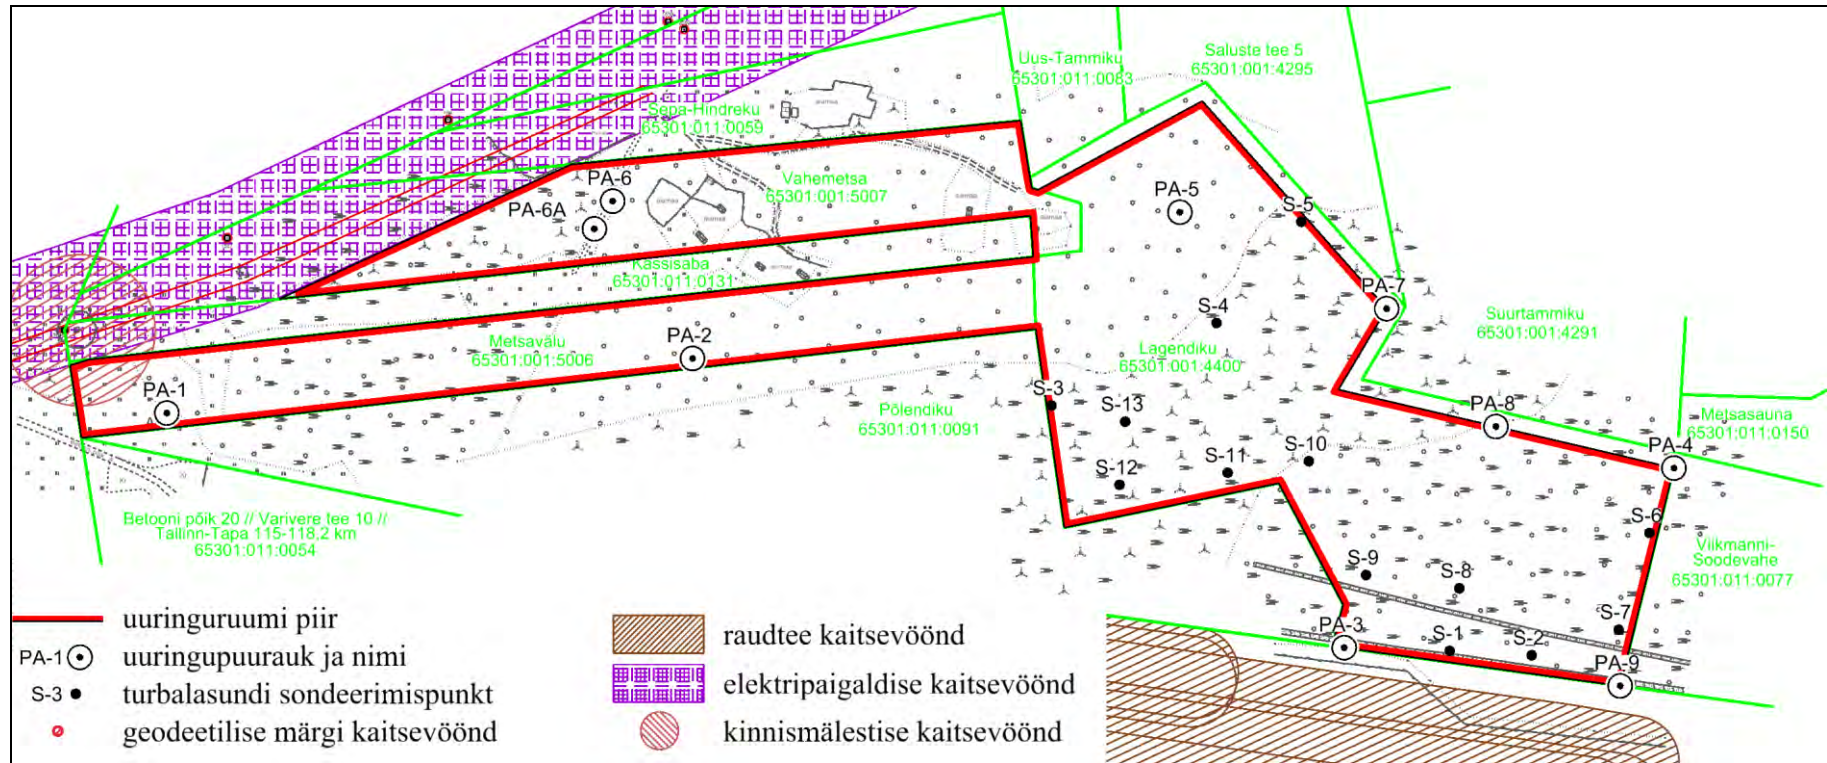 Uus-Tammiku
65301:011:0083
Saluste tee 5
65301:001:4295
Sepa-Hindreku
65301:011:0059
PA-6
PA-6A
Vahemetsa
65301:001:5007
PA-5
S-5
Kassisaba
65301:011:0131
PA-7
S-4
Suurtammiku
65301:001:4291
Metsavälu
65301:001:5006
PA-2
Lagendiku
65301:001:4400
PA-1
S-3
S-13
Põlendiku
65301:011:0091
PA-8
Metsasauna
65301:011:0150
PA-4
S-10
S-11
S-12
Betooni põik 20 // Varivere tee 10 //
Tallinn-Tapa 115-118,2 km
65301:011:0054
S-6
Viikmanni-
Soodevahe
65301:011:0077
S-9
S-8
S-7
PA-3
S-1
S-2
PA-9
uuringuruumi piir
PA-1 uuringupuurauk ja nimi
S-3 turbalasundi sondeerimispunkt
geodeetilise märgi kaitsevöönd
raudtee kaitsevöönd
elektripaigaldise kaitsevöönd
kinnismälestise kaitsevöönd